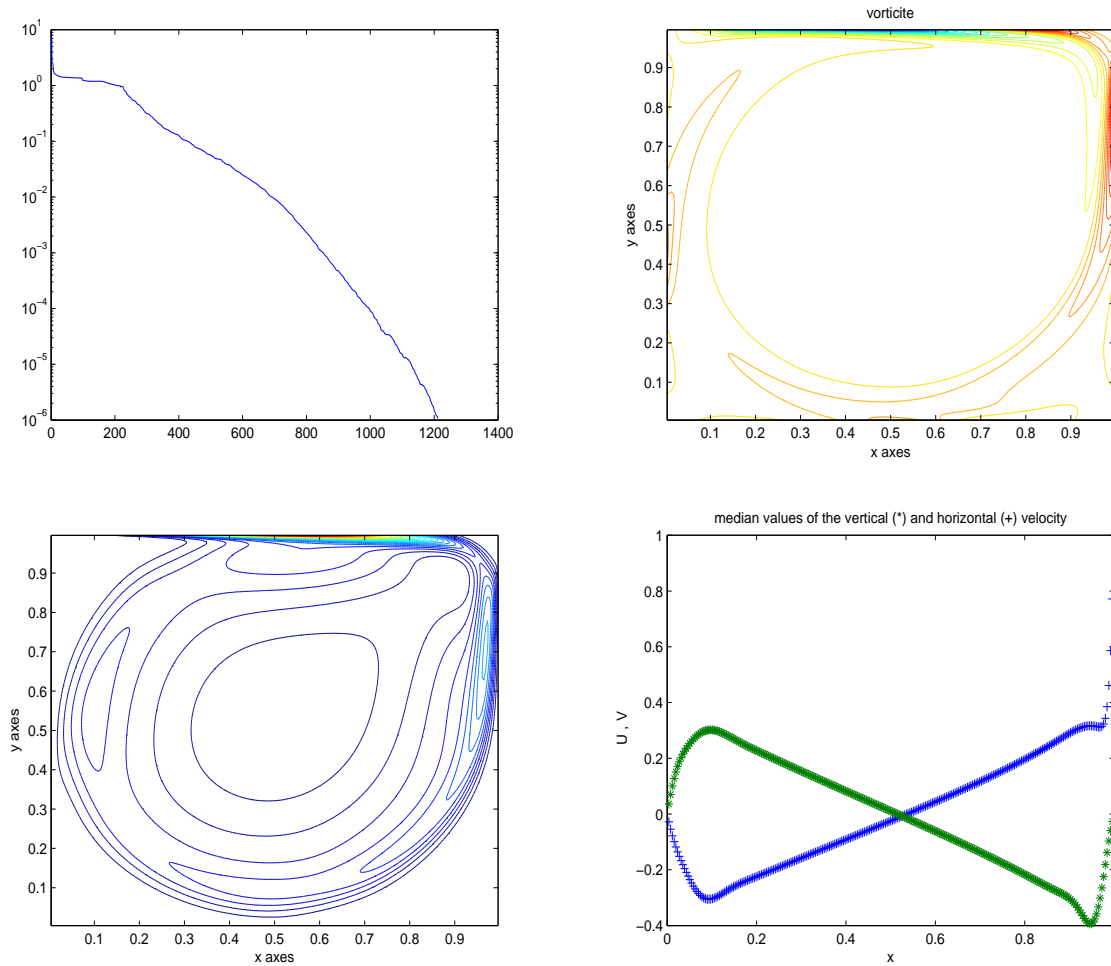 10^1
10^0
10^-1
10^-2
10^-3
10^-4
10^-5
10^-6
0 200 400 600 800 1000 1200 1400
vorticite
y axes
0.9
0.8
0.7
0.6
0.5
0.4
0.3
0.2
0.1
0.1 0.2 0.3 0.4 0.5 0.6 0.7 0.8 0.9
x axes
y axes
0.9
0.8
0.7
0.6
0.5
0.4
0.3
0.2
0.1
0.1 0.2 0.3 0.4 0.5 0.6 0.7 0.8 0.9
x axes
median values of the vertical (*) and horizontal (+) velocity
U , V
1
0.8
0.6
0.4
0.2
0
−0.2
−0.4
0 0.2 0.4 0.6 0.8
x